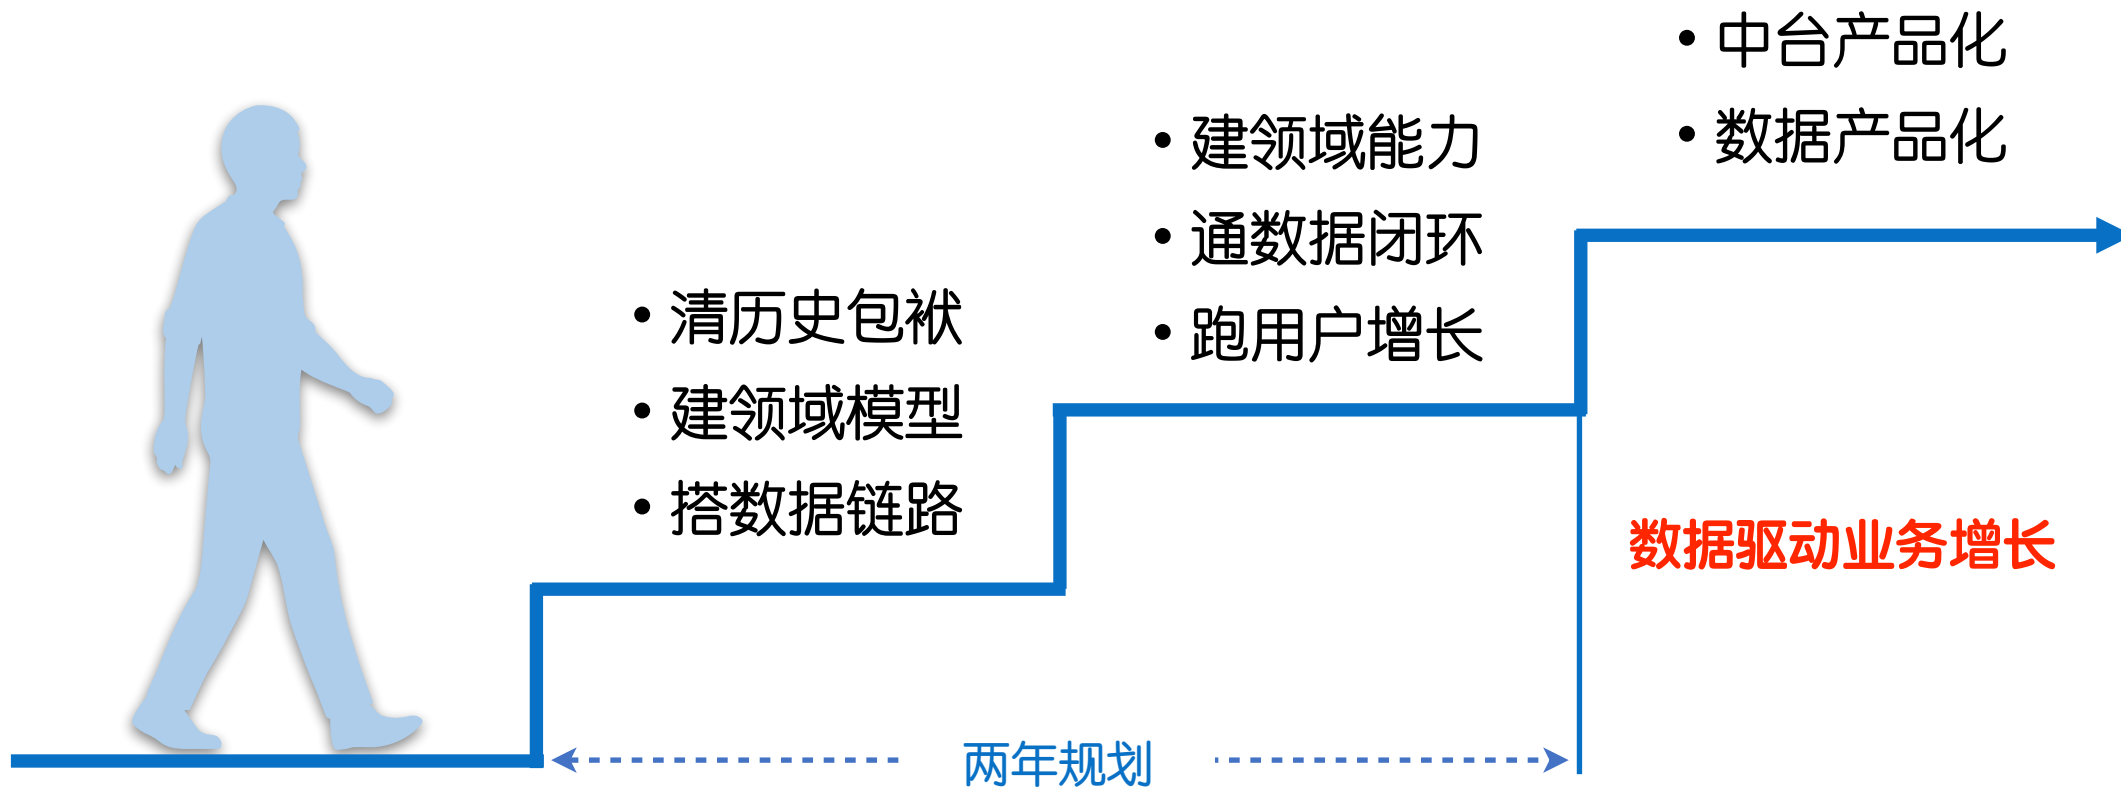 • 中台产品化
• 数据产品化
• 建领域能力
• 通数据闭环
• 跑用户增长
• 清历史包袱
• 建领域模型
• 搭数据链路
数据驱动业务增长
两年规划